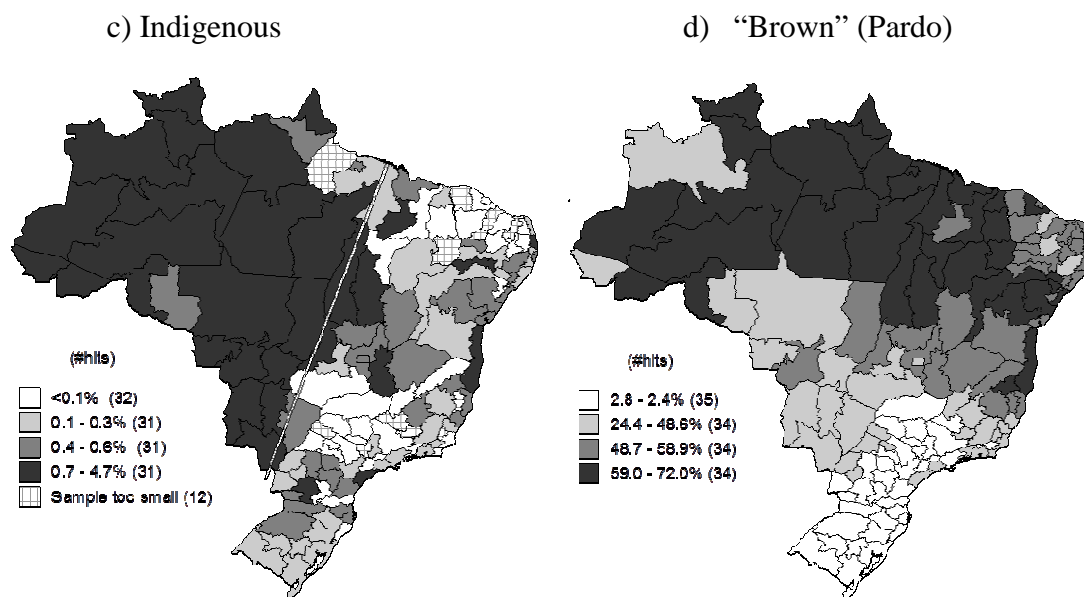 c) Indigenous
d) “Brown” (Pardo)
(#hits)
<0.1% (32)
0.1 - 0.3% (31)
0.4 - 0.6% (31)
0.7 - 4.7% (31)
Sample too small (12)
(#hits)
2.8 - 2.4% (35)
24.4 - 48.6% (34)
48.7 - 58.9% (34)
59.0 - 72.0% (34)